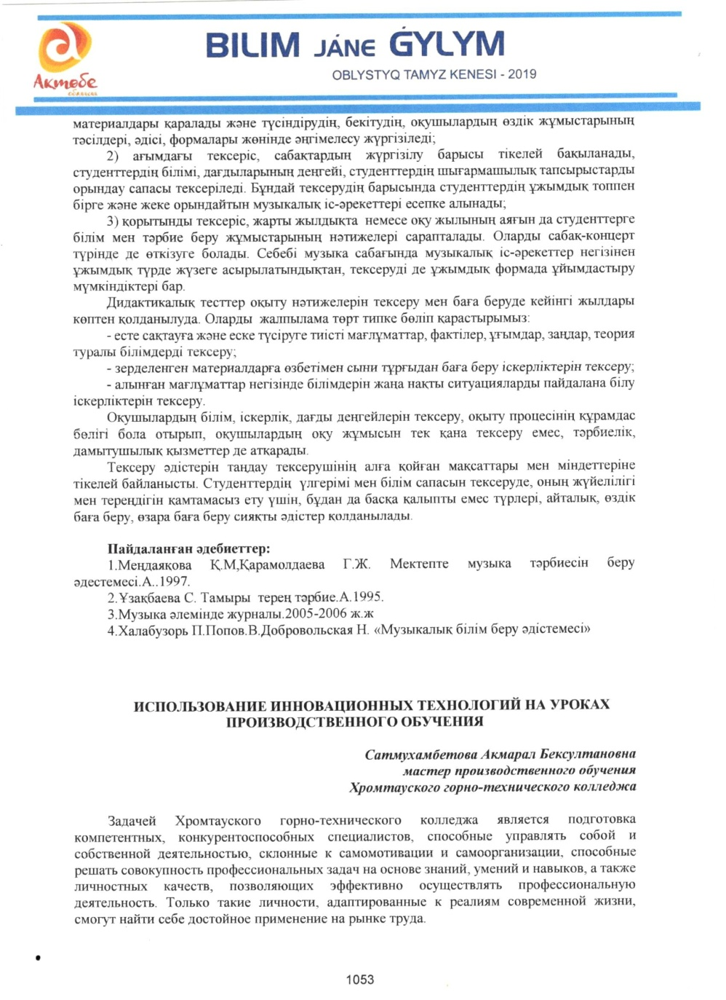 Ақтөбе
облысы
BILIM JÁNE ǴYLYM
OBLYSTYQ TAMYZ KENESI - 2019
материалдары қаралады және түсіндірудің, бекітудің, оқушылардың өздік жұмыстарының
тәсілдері, әдісі, формалары жөнінде әңгімелесу жүргізіледі;
2) ағымдағы тексеріс, сабақтардың жүргізілу барысы тікелей бақыланады,
студенттердің білімі, дағдыларының деңгейі, студенттердің шығармашылық тапсырыстарды
орындау сапасы тексеріледі. Бұндай тексерудің барысында студенттердің ұжымдық топпен
бірге және жеке орындайтын музыкалық іс-әрекеттері есепке алынады;
3) қорытынды тексеріс, жарты жылдықта немесе оқу жылының аяғын да студенттерге
білім мен тәрбие беру жұмыстарының нәтижелері сарапталады. Оларды сабақ-концерт
түрінде де өткізуге болады. Себебі музыка сабағында музыкалық іс-әрекеттер негізінен
ұжымдық түрде жүзеге асырылатындықтан, тексеруді де ұжымдық формада ұйымдастыру
мүмкіндіктері бар.
Дидактикалық тесттер оқыту нәтижелерін тексеру мен баға беруде кейінгі жылдары
көптен қолданылуда. Оларды жалпылама төрт типке бөліп қарастырымыз:
- есте сақтауға және еске түсіруге тиісті мағлұматтар, фактілер, ұғымдар, заңдар, теория
туралы білімдерді тексеру;
- зерделенген материалдарға өзбетімен сыни тұрғыдан баға беру іскерліктерін тексеру;
- алынған мағлұматтар негізінде білімдерін жаңа нақты ситуацияларды пайдалана білу
іскерліктерін тексеру.
Оқушылардың білім, іскерлік, дағды деңгейлерін тексеру, оқыту процесінің құрамдас
бөлігі бола отырып, оқушылардың оқу жұмысын тек қана тексеру емес, тәрбиелік,
дамытушылық қызметтер де атқарады.
Тексеру әдістерін таңдау тексерушінің алға қойған мақсаттары мен міндеттеріне
тікелей байланысты. Студенттердің үлгерімі мен білім сапасын тексеруде, оның жүйелілігі
мен тереңдігін қамтамасыз ету үшін, бұдан да басқа қалыпты емес түрлері, айталық, өздік
баға беру, өзара баға беру сияқты әдістер қолданылады.
Пайдаланған әдебиеттер:
1.Меңдаяқова Қ.М,Қарамолдаева Г.Ж. Мектепте музыка тәрбиесін беру
әдестемесі.А..1997.
2.Ұзақбаева С. Тамыры терең тәрбие.А.1995.
3.Музыка әлемінде журналы.2005-2006 ж.ж
4.Халабузорь П.Попов.В.Добровольская Н. «Музыкалық білім беру әдістемесі»
ИСПОЛЬЗОВАНИЕ ИННОВАЦИОННЫХ ТЕХНОЛОГИЙ НА УРОКАХ
ПРОИЗВОДСТВЕННОГО ОБУЧЕНИЯ
Сатмухамбетова Акмарал Бексултановна
мастер производственного обучения
Хромтауского горно-технического колледжа
Задачей Хромтауского горно-технического колледжа является подготовка
компетентных, конкурентоспособных специалистов, способные управлять собой и
собственной деятельностью, склонные к самомотивации и самоорганизации, способные
решать совокупность профессиональных задач на основе знаний, умений и навыков, а также
личностных качеств, позволяющих эффективно осуществлять профессиональную
деятельность. Только такие личности, адаптированные к реалиям современной жизни,
смогут найти себе достойное применение на рынке труда.
1053